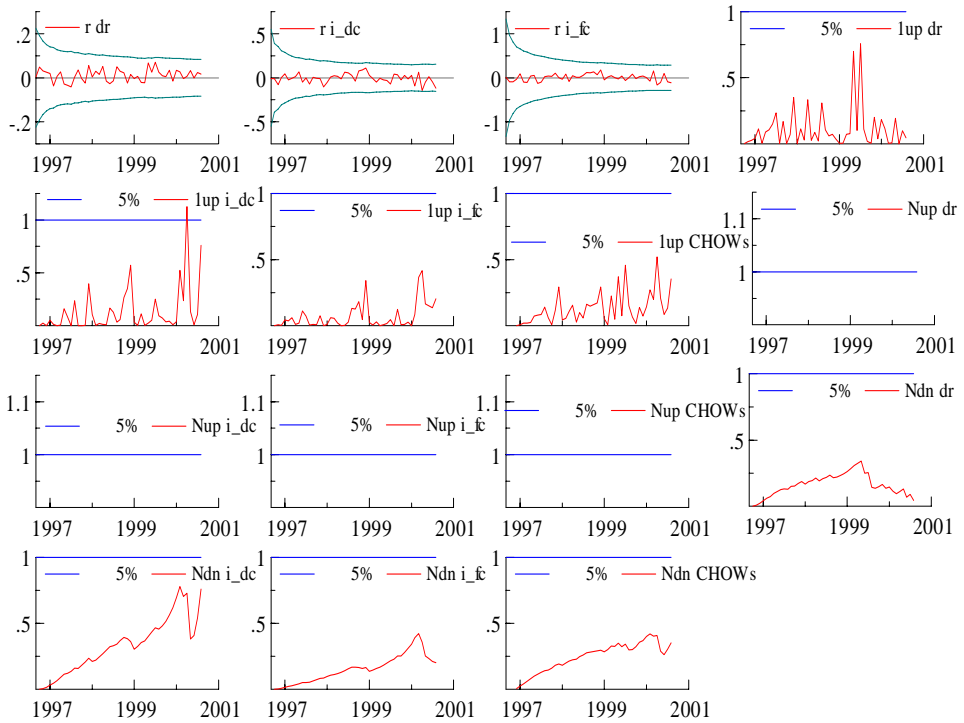 r dr
.2
0
-.2
1997 1999 2001
r i_dc
.5
0
-.5
1997 1999 2001
r i_fc
1
0
-1
1997 1999 2001
1up dr
1
.5
1997 1999 2001
5% 1up i_dc
1
.5
1997 1999 2001
1
5% 1up i_fc
.5
1997 1999 2001
1
5% 1up CHOWs
.5
1997 1999 2001
5% Nup dr
1.1
1
1997 1999 2001
1.1
5% Nup i_dc
1
1997 1999 2001
1.1
5% Nup i_fc
1
1997 1999 2001
5% Nup CHOWs
1.1
1
1997 1999 2001
1
5% Ndn dr
.5
1997 1999 2001
1
5% Ndn i_dc
.5
1997 1999 2001
1
5% Ndn i_fc
.5
1997 1999 2001
1
5% Ndn CHOWs
.5
1997 1999 2001